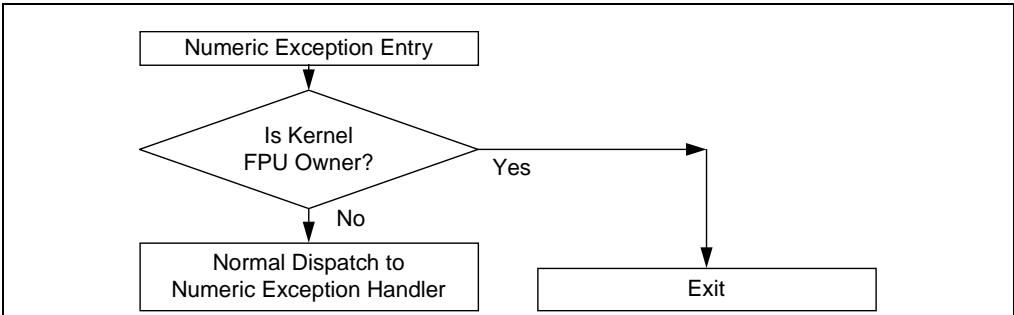 Numeric Exception Entry
Is Kernel
FPU Owner?
Yes
No
Normal Dispatch to
Numeric Exception Handler
Exit